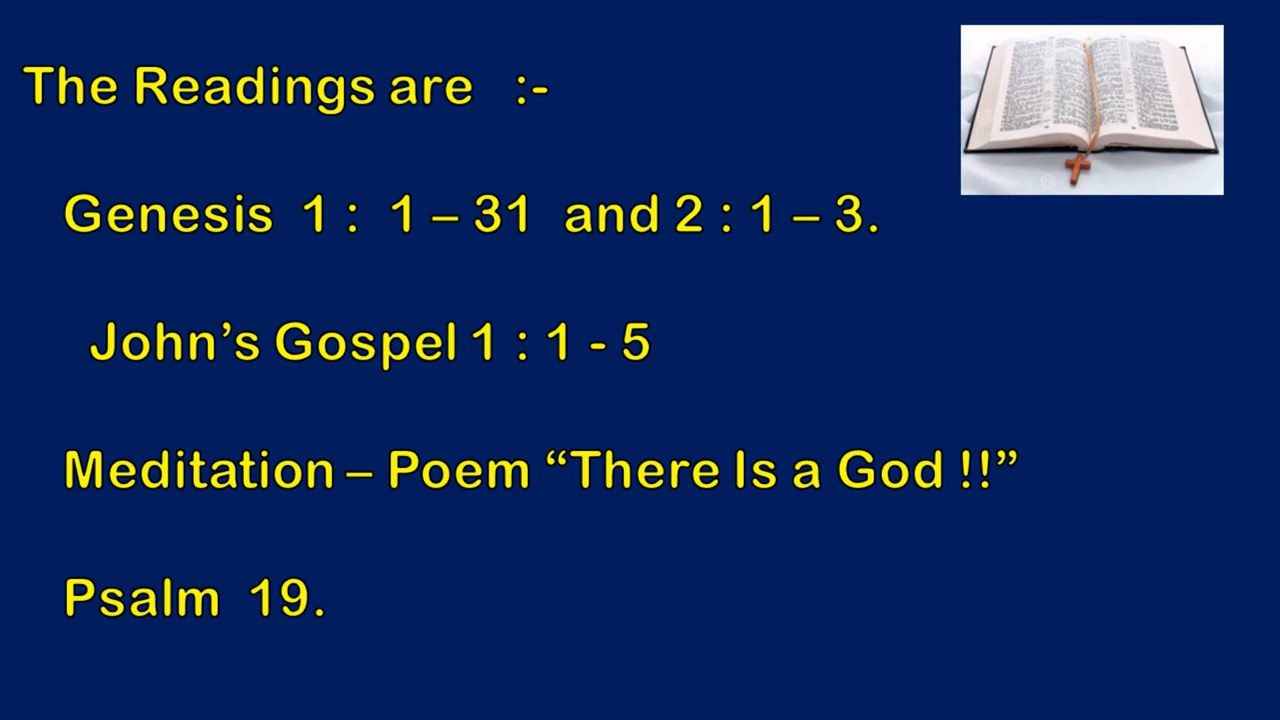 The Readings are :-
Genesis 1 : 1 – 31 and 2 : 1 – 3.
John’s Gospel 1 : 1 - 5
Meditation – Poem “There Is a God !!”
Psalm 19.